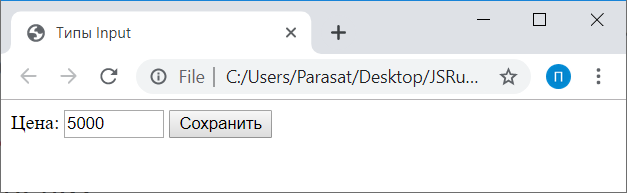 Типы Input
File | C:/Users/Parasat/Desktop/JSRu...
П
Цена: 5000 Сохранить